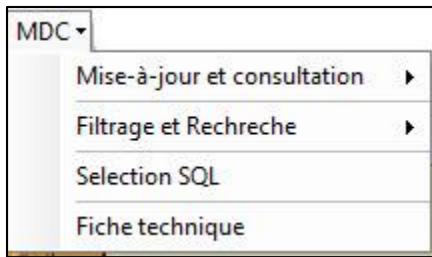 MDC
Mise-à-jour et consultation
Filtrage et Rechreche
Selection SQL
Fiche technique